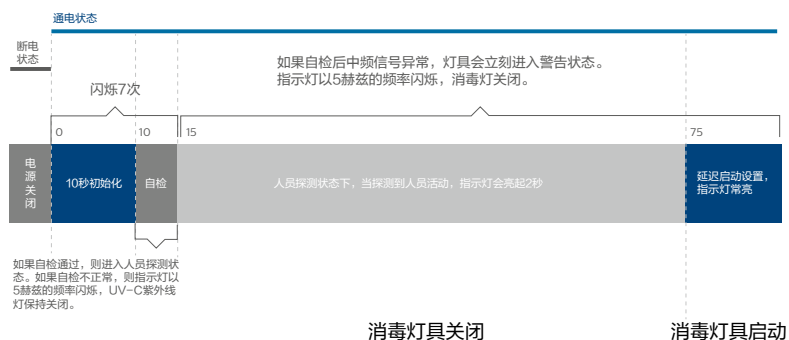 通电状态
断电
状态
如果自检后中频信号异常，灯具会立刻进入警告状态。
指示灯以5赫兹的频率闪烁，消毒灯关闭。
闪烁7次
0
10
15
75
电
源
关
闭
10秒初始化
自检
人员探测状态下，当探测到人员活动，指示灯会亮起2秒
延迟启动设置，
指示灯常亮
如果自检通过，则进入人员探测状
态。如果自检不正常，则指示灯以
5赫兹的频率闪烁，UV-C紫外线
灯保持关闭。
消毒灯具关闭
消毒灯具启动